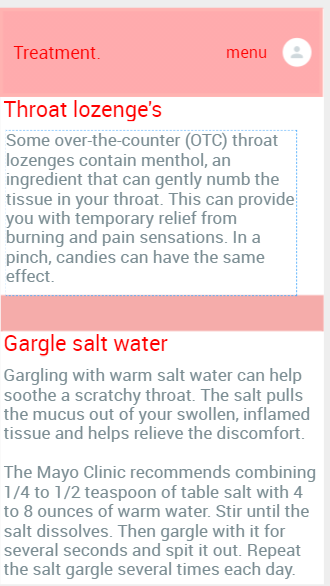 Treatment.
menu
Throat lozenge's
Some over-the-counter (OTC) throat
lozenges contain menthol, an
ingredient that can gently numb the
tissue in your throat. This can provide
you with temporary relief from
burning and pain sensations. In a
pinch, candies can have the same
effect.
Gargle salt water
Gargling with warm salt water can help
soothe a scratchy throat. The salt pulls
the mucus out of your swollen, inflamed
tissue and helps relieve the discomfort.
The Mayo Clinic recommends combining
1/4 to 1/2 teaspoon of table salt with 4
to 8 ounces of warm water. Stir until the
salt dissolves. Then gargle with it for
several seconds and spit it out. Repeat
the salt gargle several times each day.